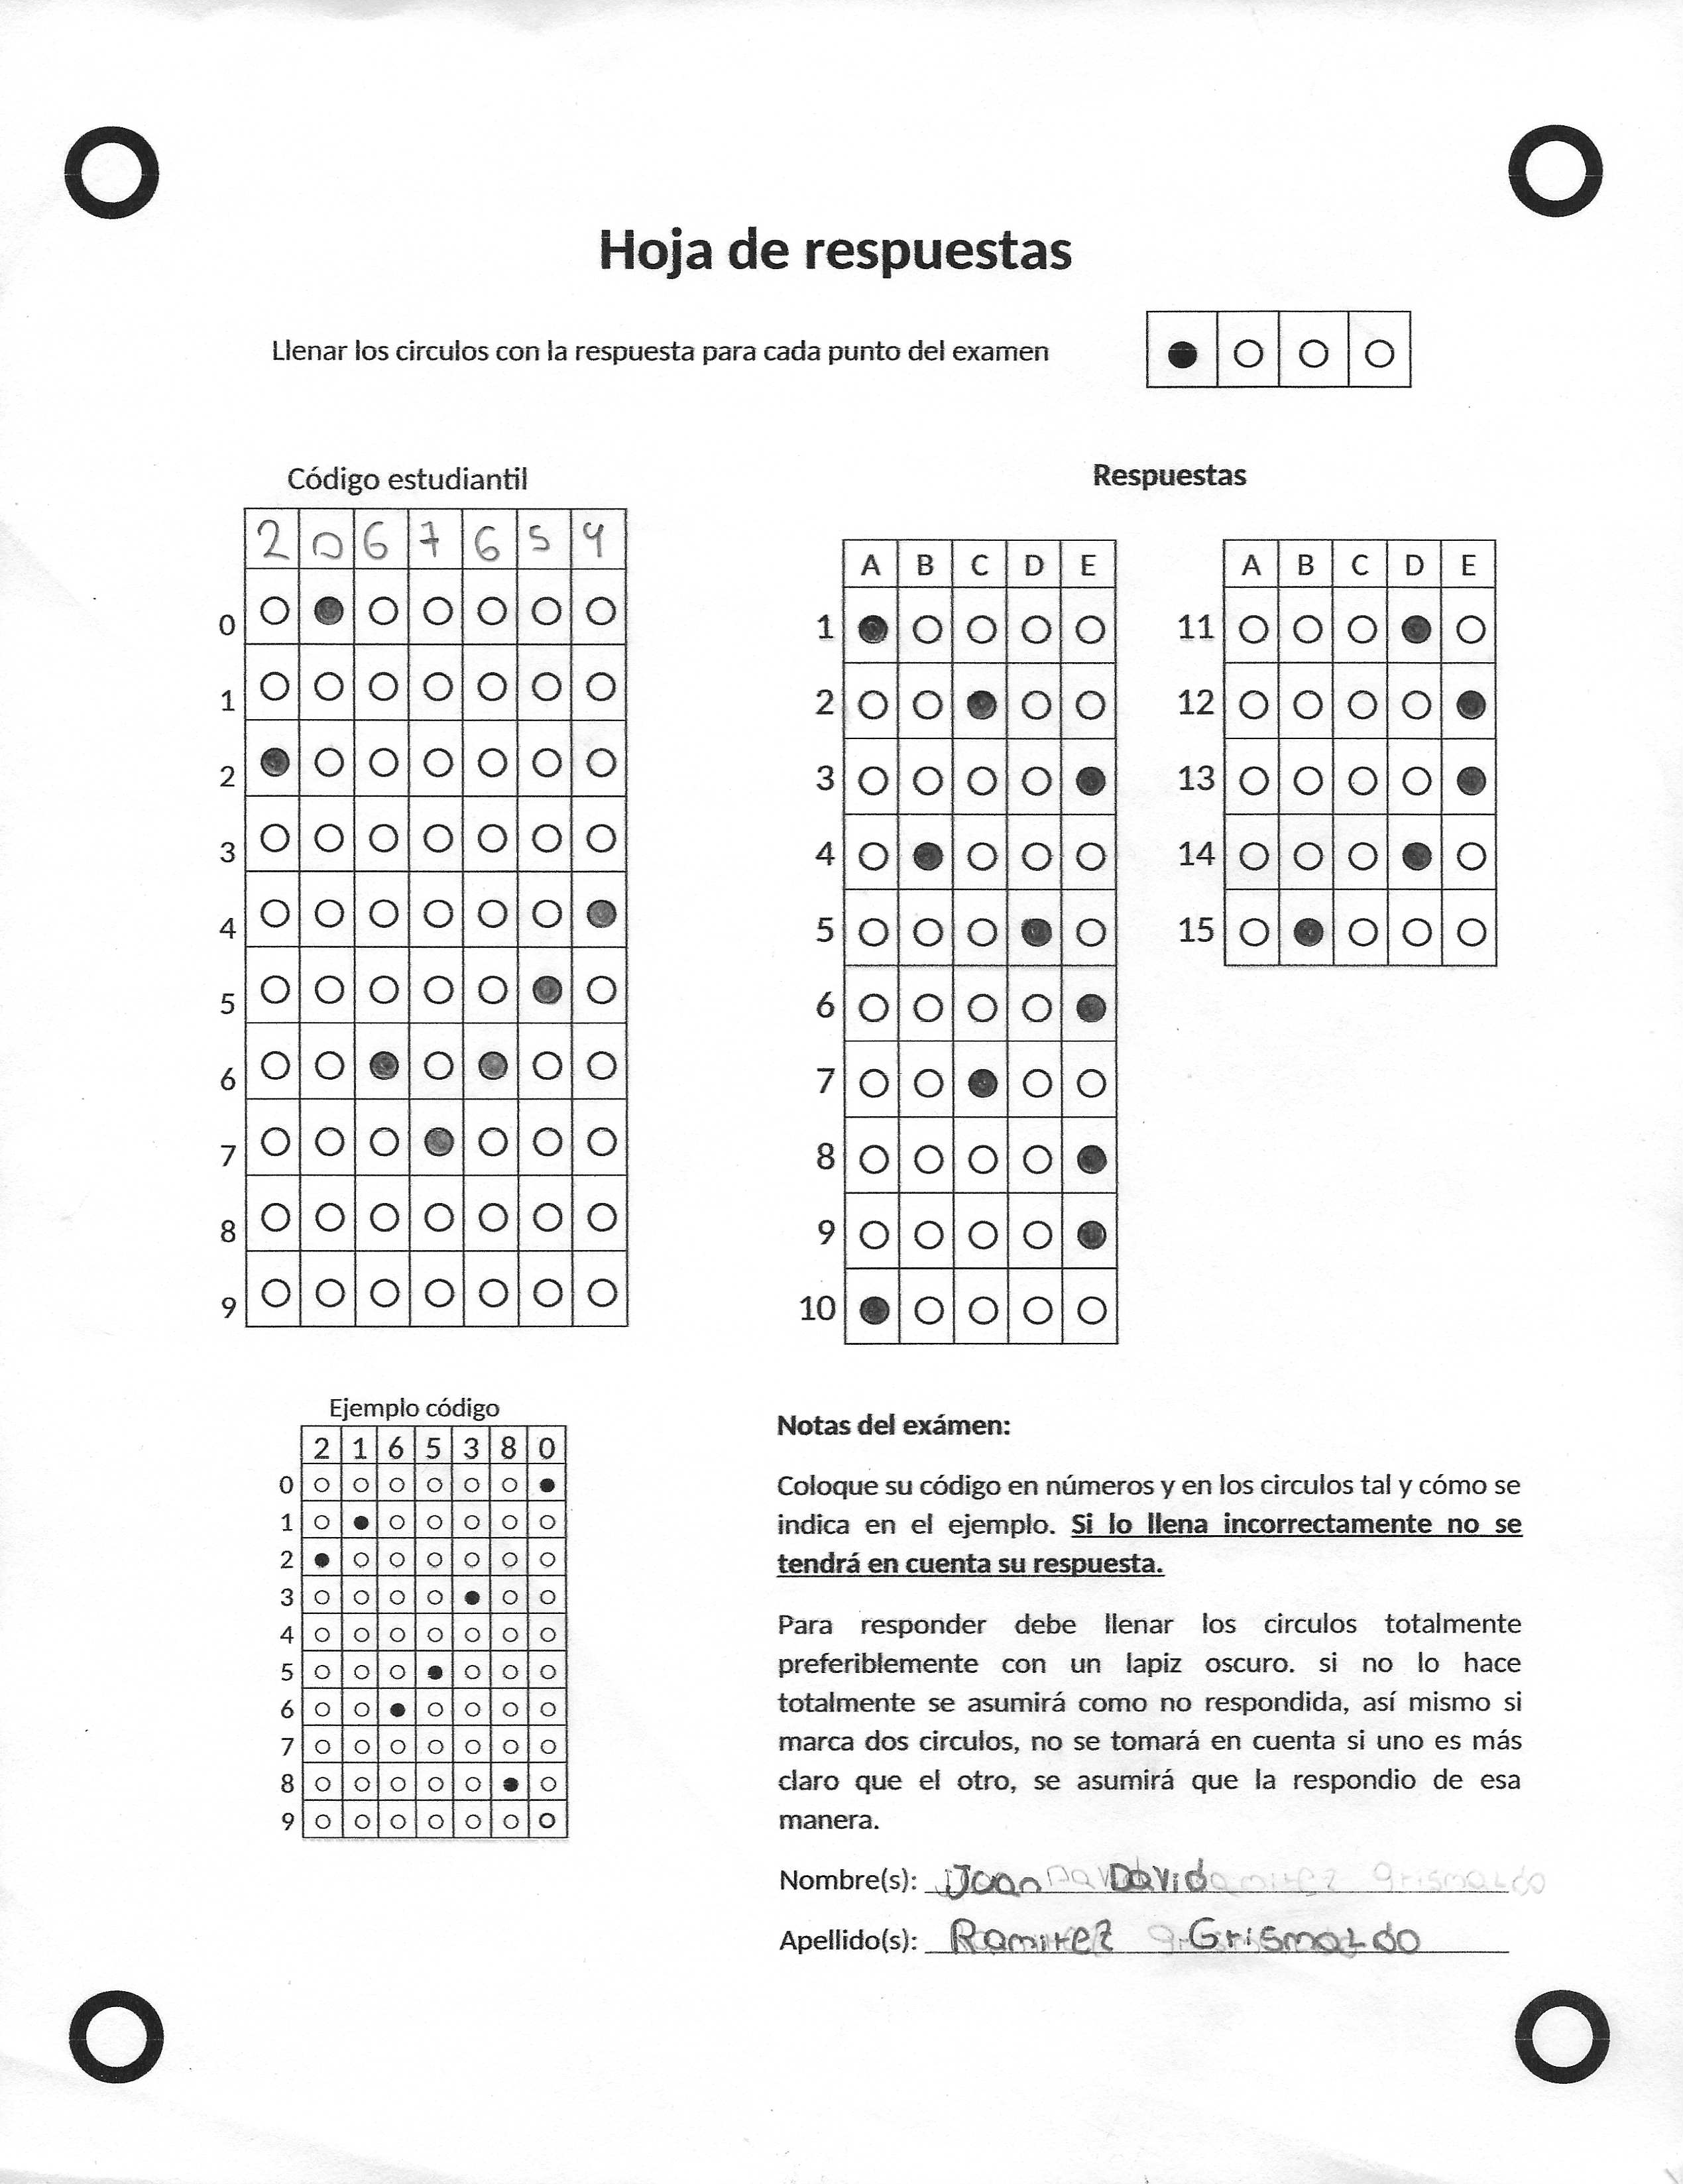 Hoja de respuestas
Llenar los circulos con la respuesta para cada punto del examen
Código estudiantil
2 0 6 7 6 5 4
0
1
2
3
4
5
6
7
8
9
Respuestas
A B C D E
1
2
3
4
5
6
7
8
9
10
A B C D E
11
12
13
14
15
Ejemplo código
2 1 6 5 3 8 0
0
1
2
3
4
5
6
7
8
9
Notas del exámen:
Coloque su código en números y en los circulos tal y cómo se
indica en el ejemplo. Si lo llena incorrectamente no se
tendrá en cuenta su respuesta.
Para responder debe llenar los circulos totalmente
preferiblemente con un lapiz oscuro. si no lo hace
totalmente se asumirá como no respondida, así mismo si
marca dos circulos, no se tomará en cuenta si uno es más
claro que el otro, se asumirá que la respondio de esa
manera.
Nombre(s): Joan David
Apellido(s): Ramirez Grismaldo